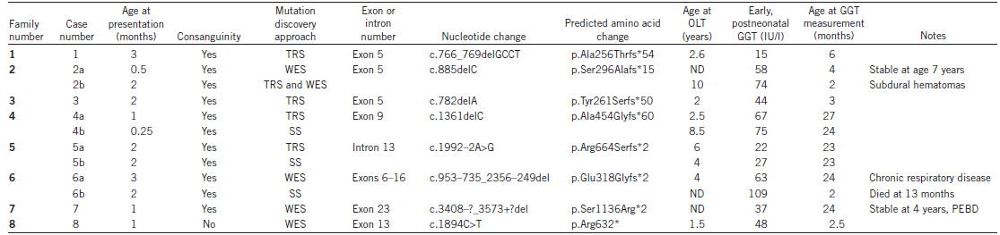 Family number Case number Age at presentation (months) Consanguinity Mutation discovery approach Exon or intron number Nucleotide change Predicted amino acid change Age at OLT (years) Early, postneonatal GGT (IU/l) Age at GGT measurement (months) Notes
1 1 3 Yes TRS Exon 5 c.766_769delGCCT p.Ala256Thrfs*54 2.6 15 6
2 2a 0.5 Yes WES Exon 5 c.885delC p.Ser296Alafs*15 ND 58 4 Stable at age 7 years
2b 2 Yes TRS and WES 10 74 2 Subdural hematomas
3 3 2 Yes TRS Exon 5 c.782delA p.Tyr261Serfs*50 2 44 3
4 4a 1 Yes TRS Exon 9 c.1361delC p.Ala454Glyfs*60 2.5 67 27
4b 0.25 Yes SS 8.5 75 24
5 5a 2 Yes TRS Intron 13 c.1992–2A>G p.Arg664Serfs*2 6 22 23
5b 2 Yes SS 4 27 23
6 6a 3 Yes WES Exons 6–16 c.953–735_2356–249del p.Glu318Glyfs*2 4 63 24 Chronic respiratory disease
6b 2 Yes SS ND 109 2 Died at 13 months
7 7 1 Yes WES Exon 23 c.3408–?_3573+?del p.Ser1136Arg*2 ND 37 24 Stable at 4 years, PEBD
8 8 1 No WES Exon 13 c.1894C>T p.Arg632* 1.5 48 2.5